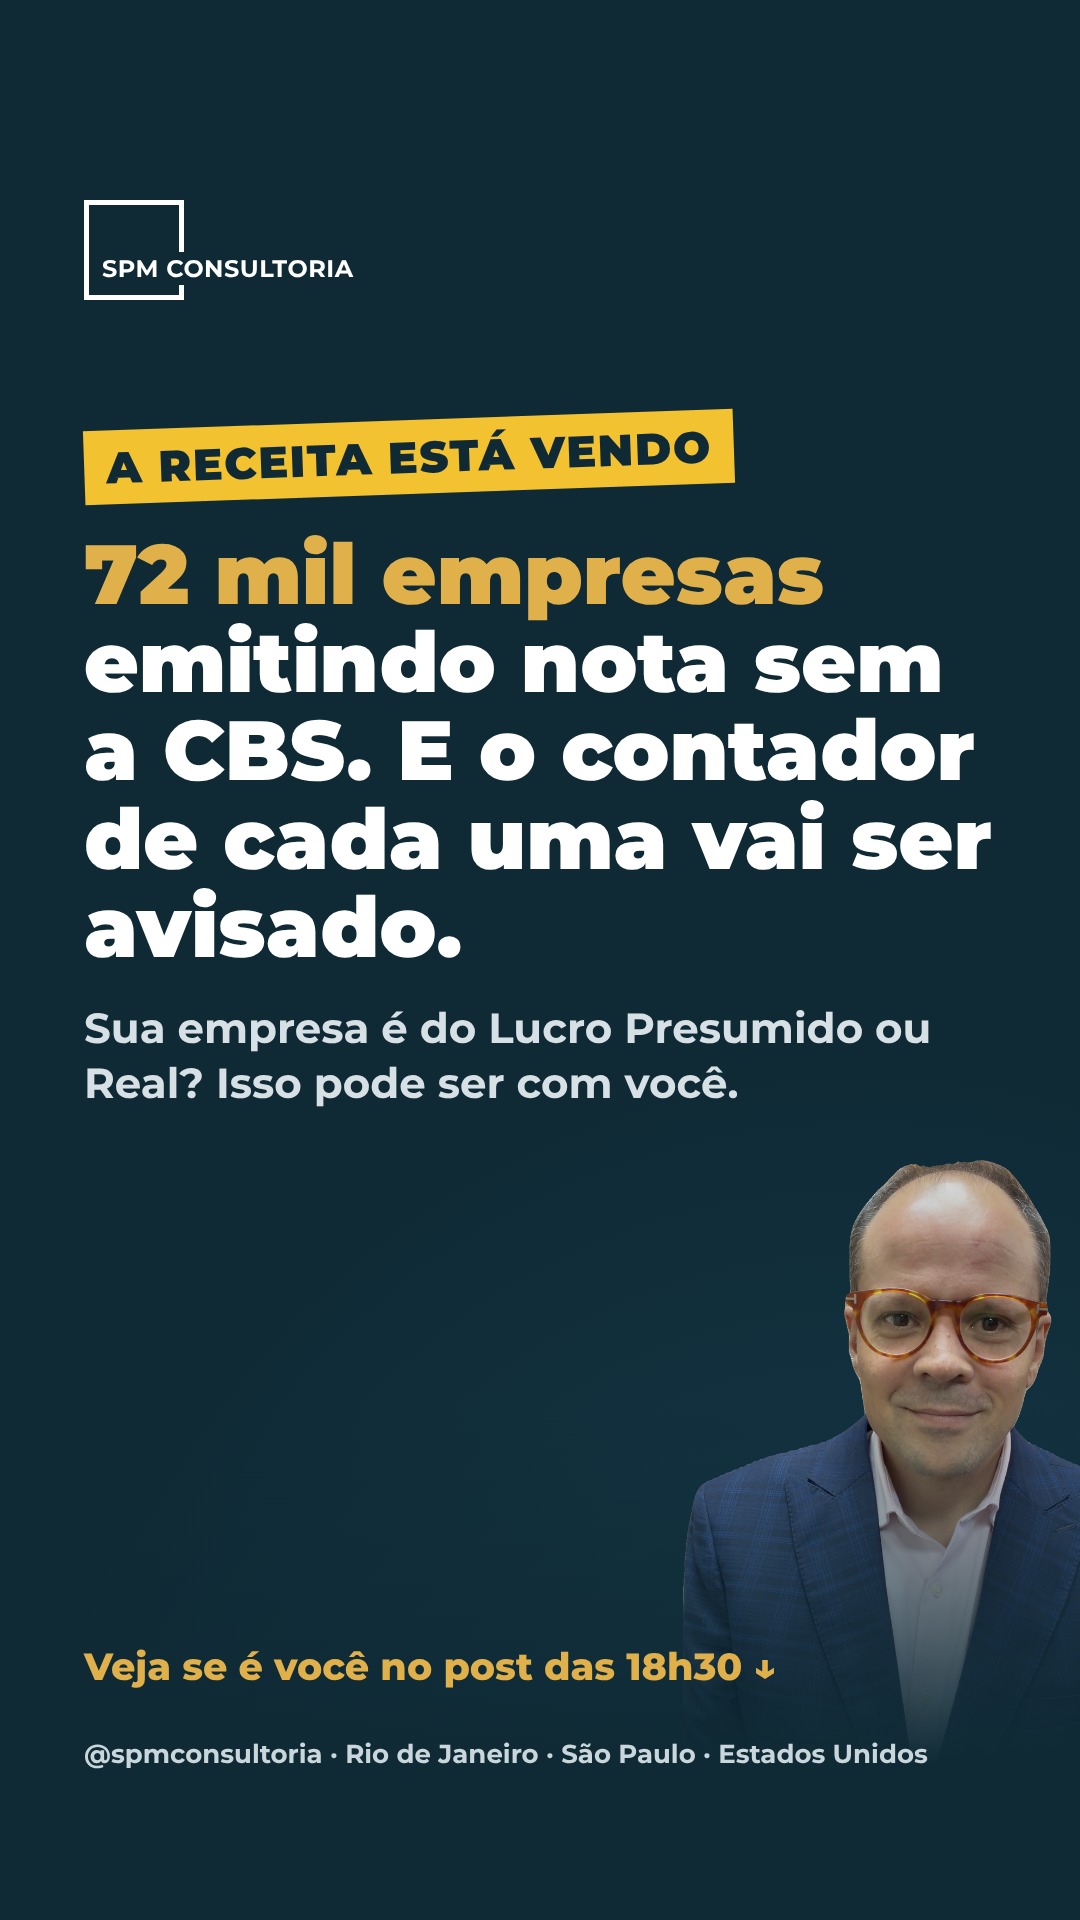 SPM CONSULTORIA
A RECEITA ESTÁ VENDO
72 mil empresas
emitindo nota sem
a CBS. E o contador
de cada uma vai ser
avisado.
Sua empresa é do Lucro Presumido ou
Real? Isso pode ser com você.
Veja se é você no post das 18h30 ↓
@spmconsultoria · Rio de Janeiro · São Paulo · Estados Unidos